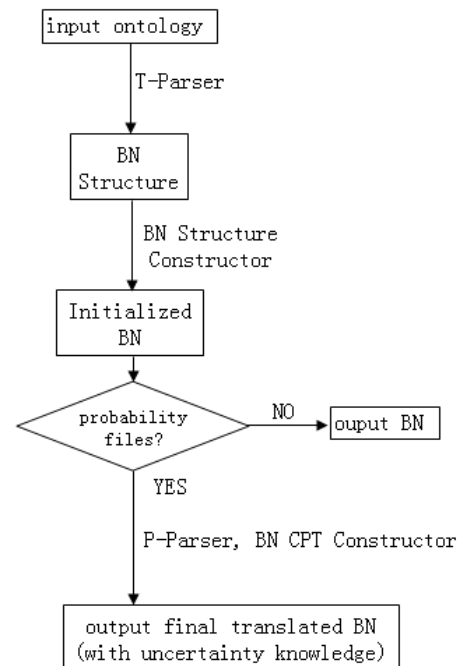 input ontology
T-Parser
BN
Structure
BN Structure
Constructor
Initialized
BN
probability
files?
NO
ouput BN
YES
P-Parser, BN CPT Constructor
output final translated BN
(with uncertainty knowledge)